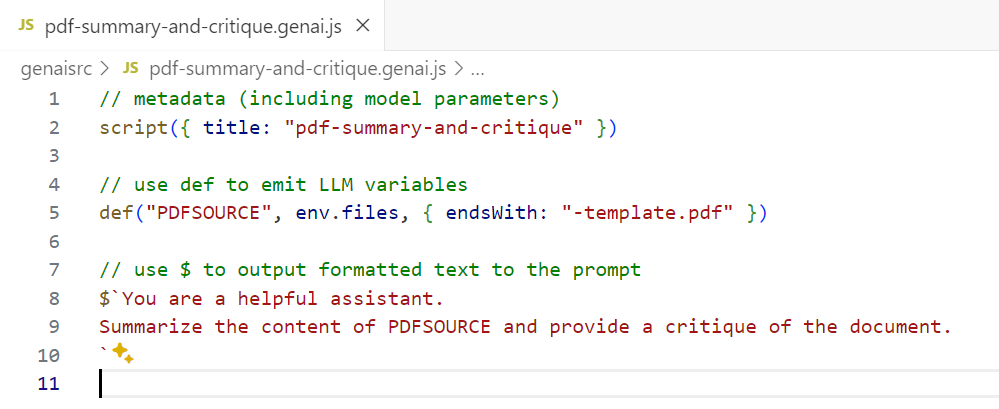 JS pdf-summary-and-critique.genai.js ×
genaisrc > JS pdf-summary-and-critique.genai.js > ...
1 // metadata (including model parameters)
2 script({ title: "pdf-summary-and-critique" })
3
4 // use def to emit LLM variables
5 def("PDFSOURCE", env.files, { endsWith: "-template.pdf" })
6
7 // use $ to output formatted text to the prompt
8 $`You are a helpful assistant.
9 Summarize the content of PDFSOURCE and provide a critique of the document.
10 `
11